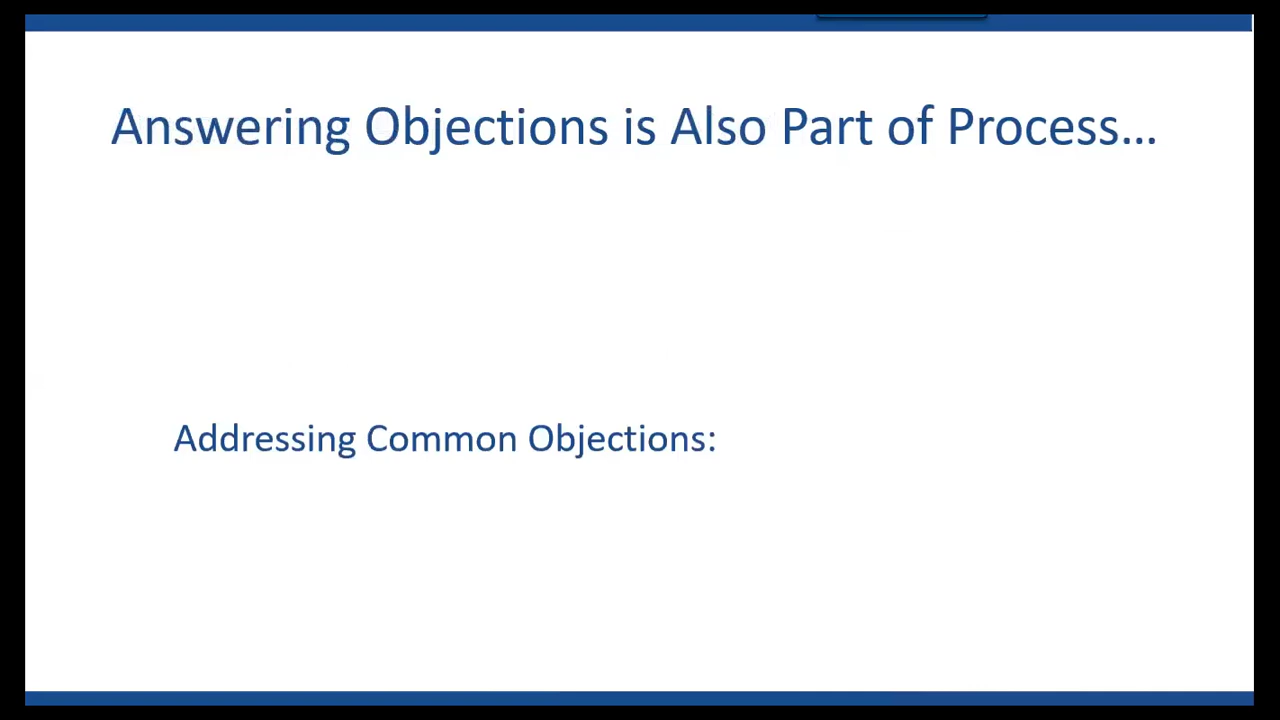 Answering Objections is Also Part of Process...
Addressing Common Objections: